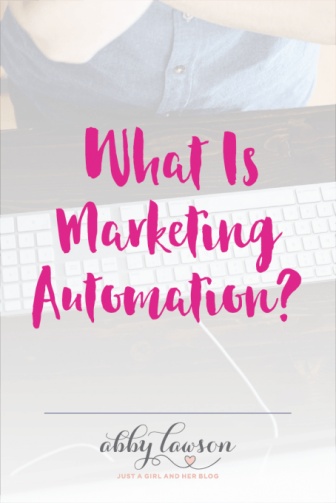 What Is
Marketing
Automation?
abby lawson
JUST A GIRL AND HER BLOG